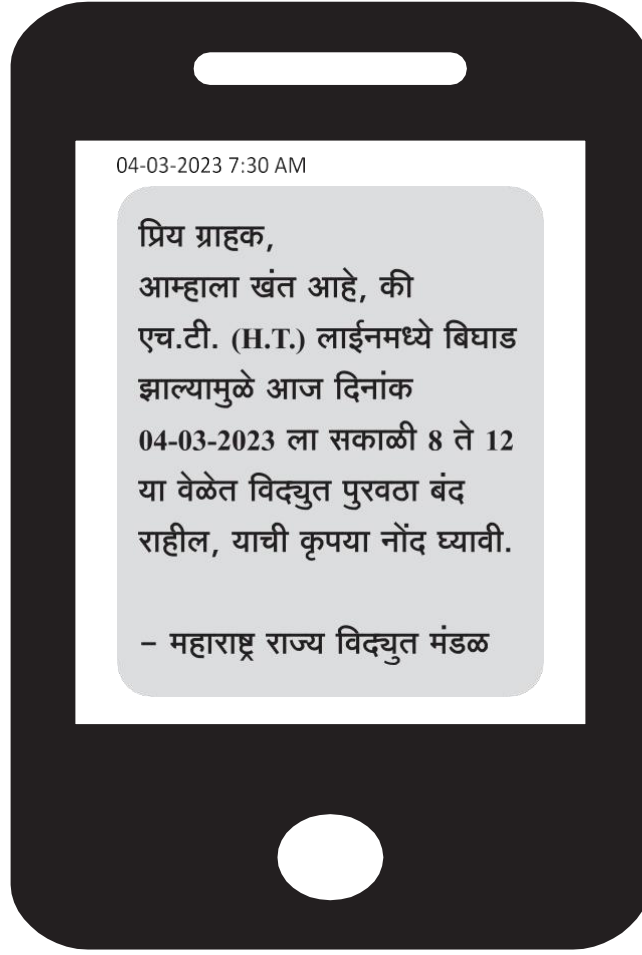 04-03-2023 7:30 AM
प्रिय ग्राहक,
आम्हाला खंत आहे, की
एच.टी. (H.T.) लाईनमध्ये बिघाड
झाल्यामुळे आज दिनांक
04-03-2023 ला सकाळी 8 ते 12
या वेळेत विद्युत पुरवठा बंद
राहील, याची कृपया नोंद घ्यावी.
– महाराष्ट्र राज्य विद्युत मंडळ